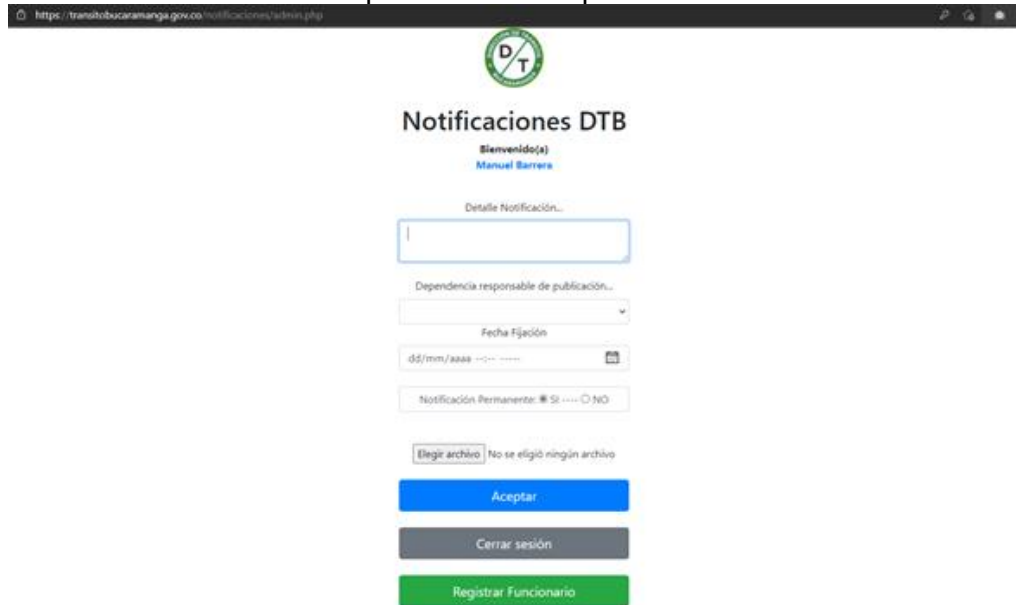 https://transitobucaramanga.gov.co/notificaciones/admin.php
D/T
Notificaciones DTB
Bienvenido(a)
Manuel Barrera
Detalle Notificación...
Dependencia responsable de publicación...
Fecha Fijación
dd/mm/aaaa --:-- -----
Notificación Permanente: SI ---- NO
Elegir archivo No se eligió ningún archivo
Aceptar
Cerrar sesión
Registrar Funcionario